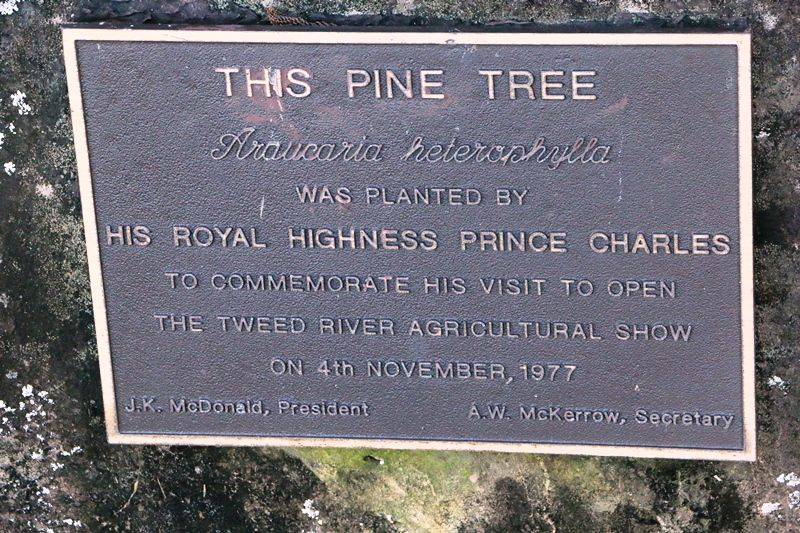 THIS PINE TREE
Araucaria heterophylla
WAS PLANTED BY
HIS ROYAL HIGHNESS PRINCE CHARLES
TO COMMEMORATE HIS VISIT TO OPEN
THE TWEED RIVER AGRICULTURAL SHOW
ON 4th NOVEMBER, 1977
J.K. McDonald, President A.W. McKerrow, Secretary